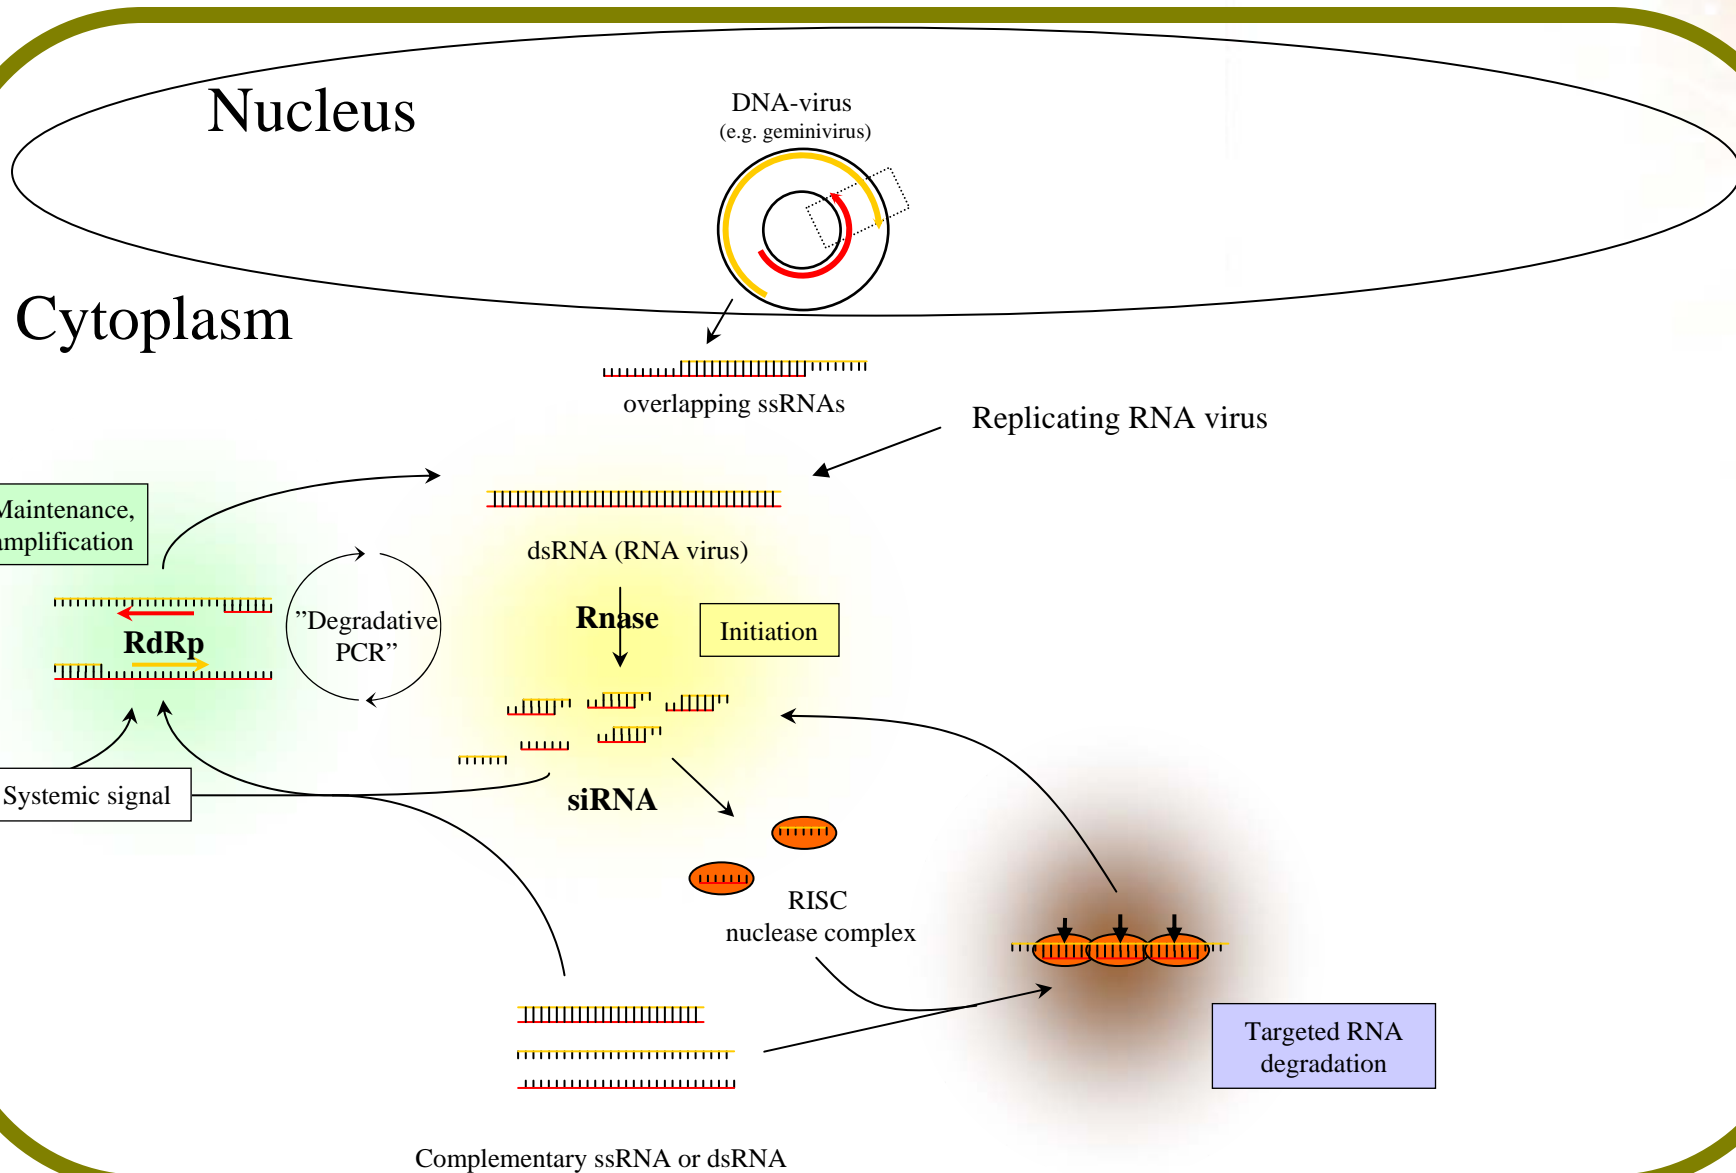 Nucleus
DNA-virus
(e.g. geminivirus)
Cytoplasm
overlapping ssRNAs
Replicating RNA virus
Maintenance,
amplification
dsRNA (RNA virus)
Rnase
Initiation
”Degradative
PCR”
RdRp
Systemic signal
siRNA
RISC
nuclease complex
Targeted RNA
degradation
Complementary ssRNA or dsRNA